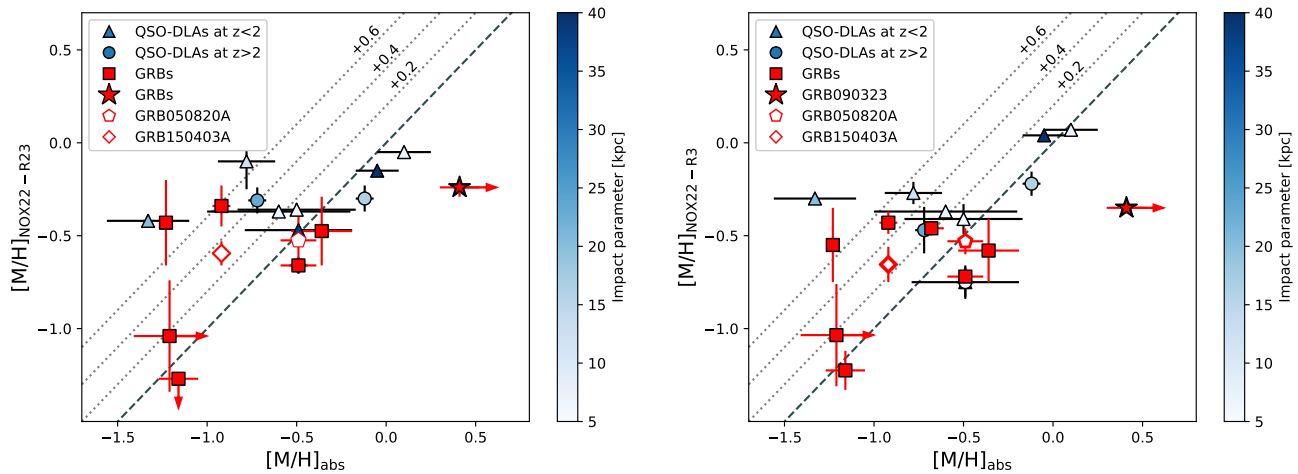 QSO-DLAs at z<2
QSO-DLAs at z>2
GRBs
GRBs
GRB050820A
GRB150403A
+0.6
+0.4
+0.2
0.5
0.0
−0.5
−1.0
[M/H]NOX22−R23
−1.5
−1.0
−0.5
0.0
0.5
[M/H]abs
40
35
30
25
20
15
10
5
Impact parameter [kpc]
QSO-DLAs at z<2
QSO-DLAs at z>2
GRBs
GRB090323
GRB050820A
GRB150403A
+0.6
+0.4
+0.2
0.5
0.0
−0.5
−1.0
[M/H]NOX22−R3
−1.5
−1.0
−0.5
0.0
0.5
[M/H]abs
40
35
30
25
20
15
10
5
Impact parameter [kpc]